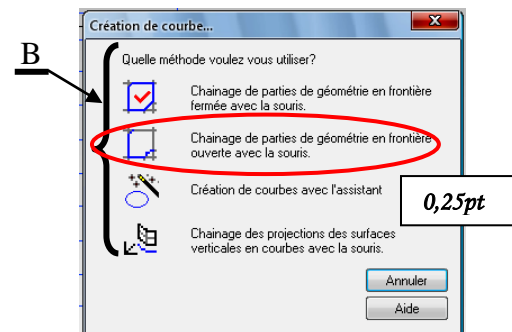 Création de courbe...
B
Quelle méthode voulez vous utiliser?
Chainage de parties de géométrie en frontière
fermée avec la souris.
Chainage de parties de géométrie en frontière
ouverte avec la souris.
Création de courbes avec l'assistant
0,25pt
Chainage des projections des surfaces
verticales en courbes avec la souris.
Annuler
Aide